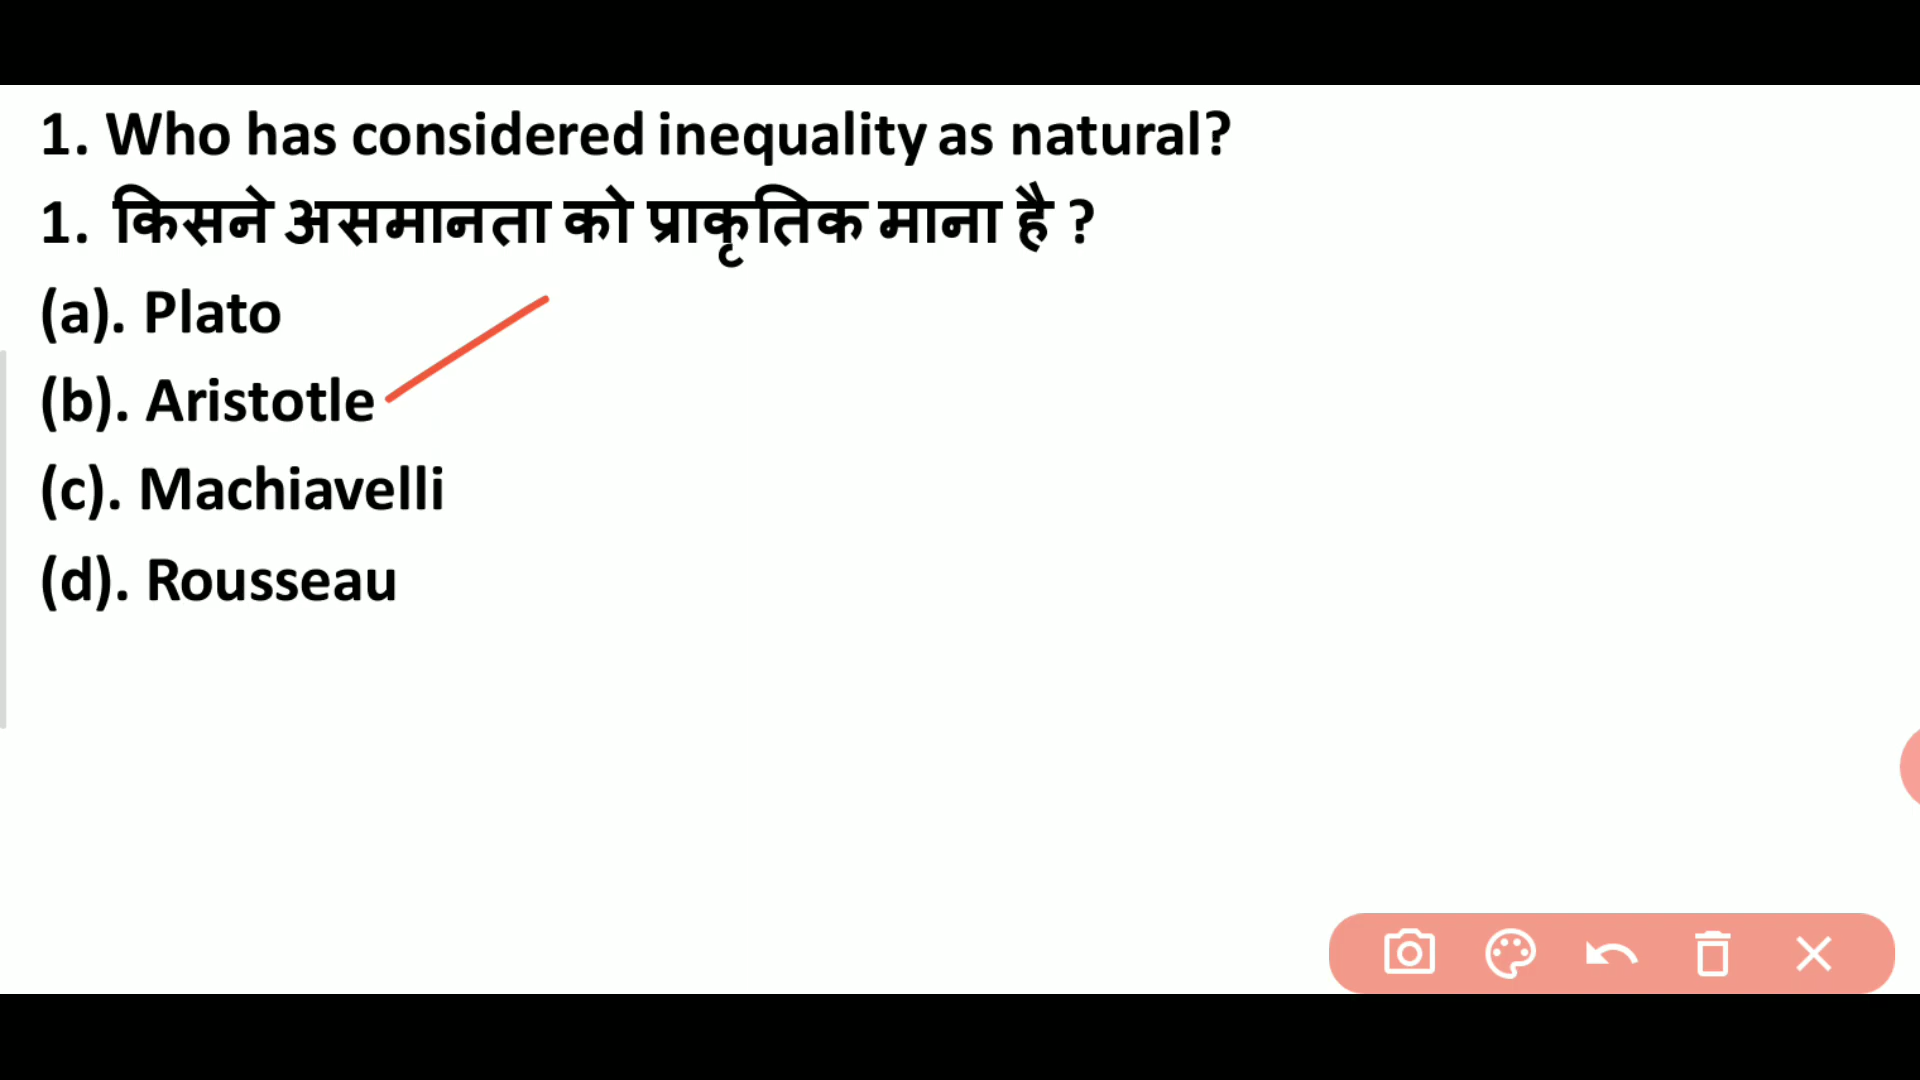 1. Who has considered inequality as natural?
1. किसने असमानता को प्राकृतिक माना है ?
(a). Plato
(b). Aristotle
(c). Machiavelli
(d). Rousseau